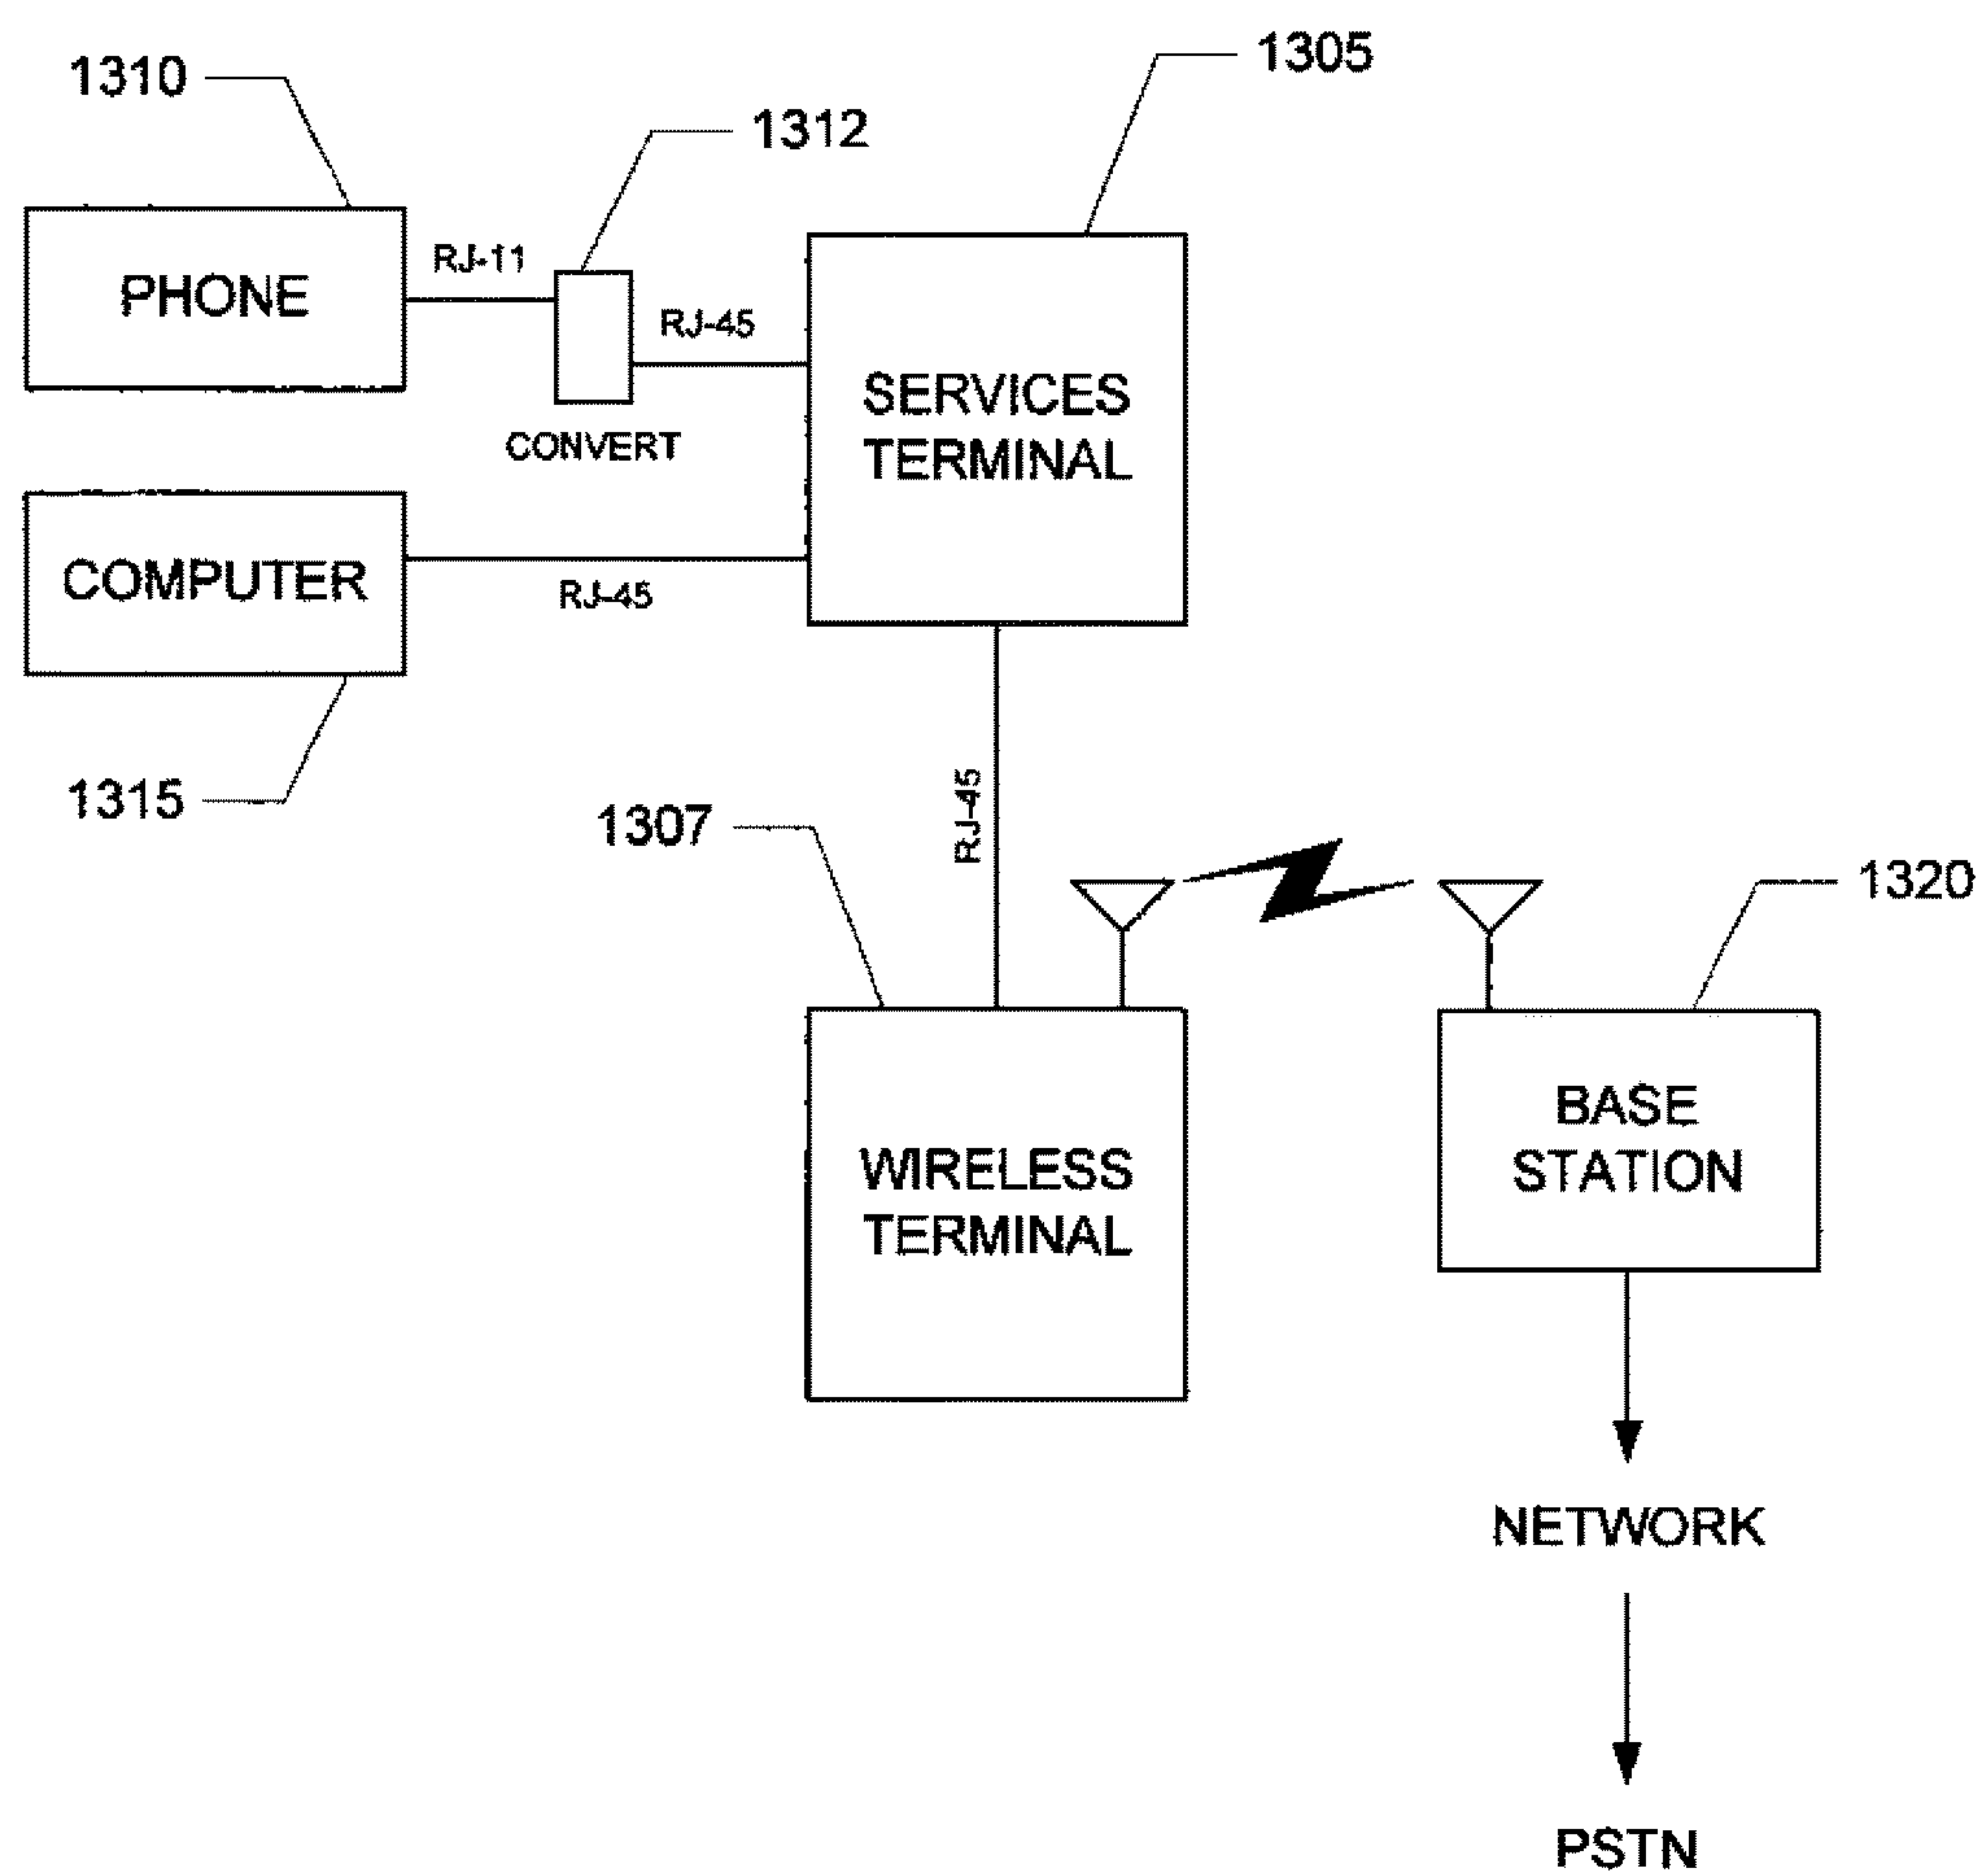 1305
1310
1312
PHONE
RJ-11
RJ-45
SERVICES
TERMINAL
CONVERT
COMPUTER
RJ-45
1315
1307
RJ-45
1320
WIRELESS
TERMINAL
BASE
STATION
NETWORK
PSTN